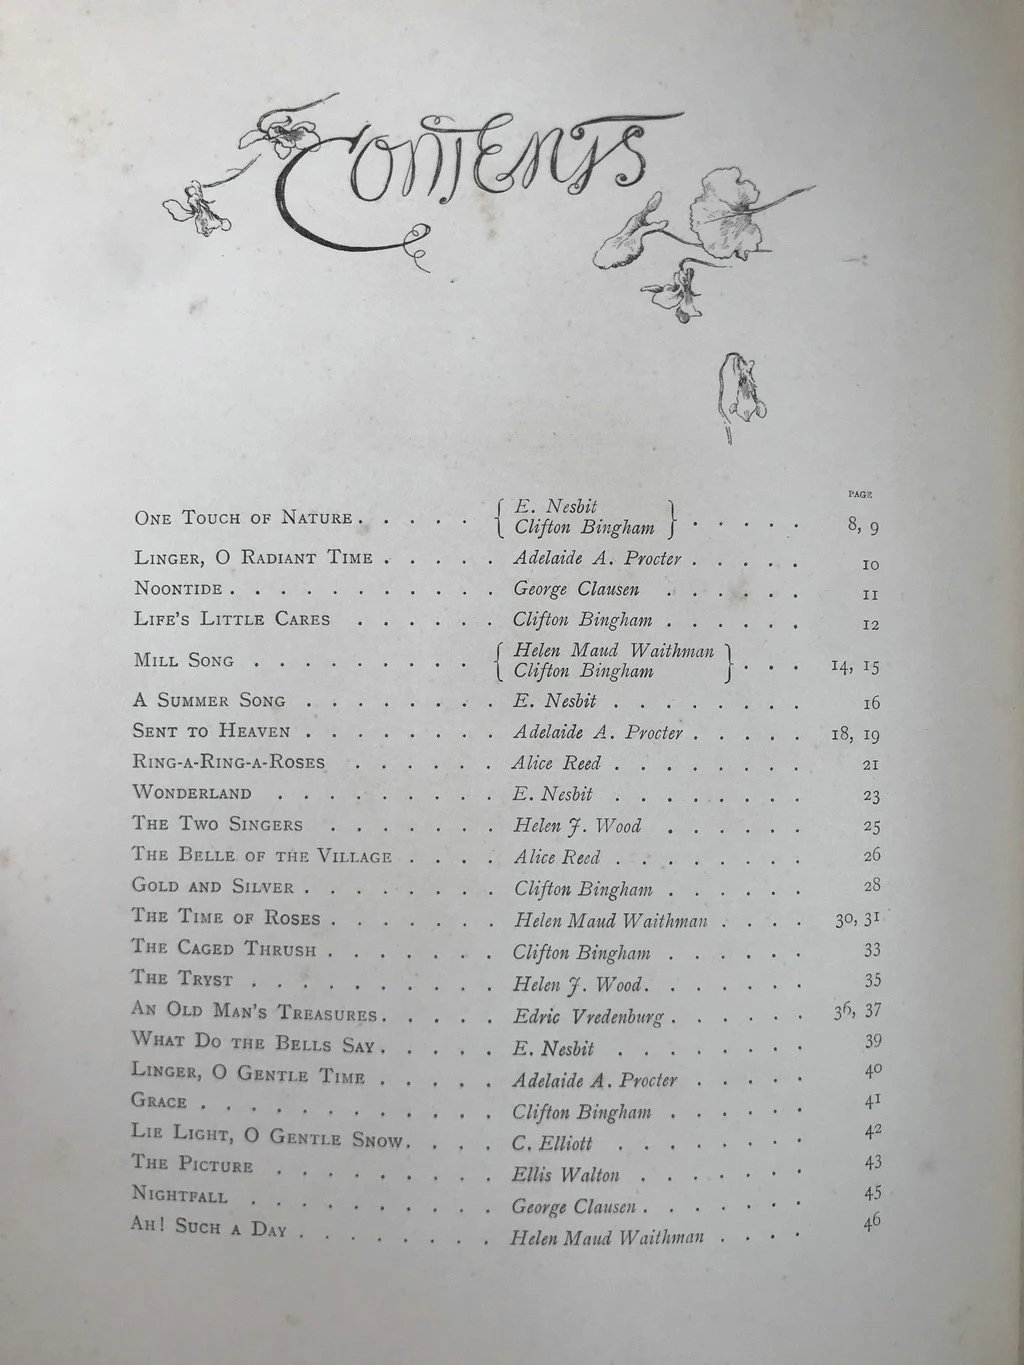 Contents
PAGE
One Touch of Nature . . . . . { E. Nesbit } . . . . . 8, 9
{ Clifton Bingham }
Linger, O Radiant Time . . . . . Adelaide A. Procter . . . . . 10
Noontide . . . . . . . . . . . George Clausen . . . . . . 11
Life's Little Cares . . . . . . Clifton Bingham . . . . . . 12
Mill Song . . . . . . . . . { Helen Maud Waithman } . . . 14, 15
{ Clifton Bingham }
A Summer Song . . . . . . . . E. Nesbit . . . . . . . . 16
Sent to Heaven . . . . . . . . Adelaide A. Procter . . . . . 18, 19
Ring-a-Ring-a-Roses . . . . . . Alice Reed . . . . . . . . 21
Wonderland . . . . . . . . . E. Nesbit . . . . . . . . 23
The Two Singers . . . . . . . Helen J. Wood . . . . . . 25
The Belle of the Village . . . . Alice Reed . . . . . . . . 26
Gold and Silver . . . . . . . . Clifton Bingham . . . . . . 28
The Time of Roses . . . . . . . Helen Maud Waithman . . . . 30, 31
The Caged Thrush . . . . . . . Clifton Bingham . . . . . . 33
The Tryst . . . . . . . . . . Helen J. Wood . . . . . . . 35
An Old Man's Treasures . . . . . Edric Vredenburg . . . . . . 36, 37
What Do the Bells Say . . . . . E. Nesbit . . . . . . . . 39
Linger, O Gentle Time . . . . . Adelaide A. Procter . . . . . 40
Grace . . . . . . . . . . . . Clifton Bingham . . . . . . 41
Lie Light, O Gentle Snow . . . . C. Elliott . . . . . . . . 42
The Picture . . . . . . . . . Ellis Walton . . . . . . . 43
Nightfall . . . . . . . . . . George Clausen . . . . . . . 45
Ah! Such a Day . . . . . . . . Helen Maud Waithman . . . . 46